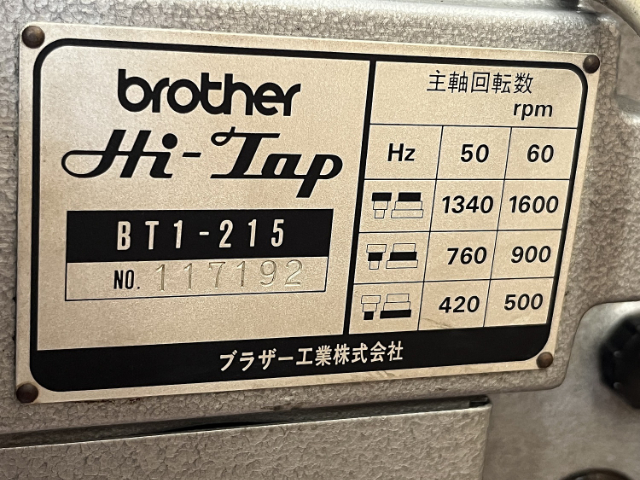 brother
Hi-Tap
BT1-215
NO. 117192
主軸回転数
rpm
Hz 50 60
1340 1600
760 900
420 500
ブラザー工業株式会社